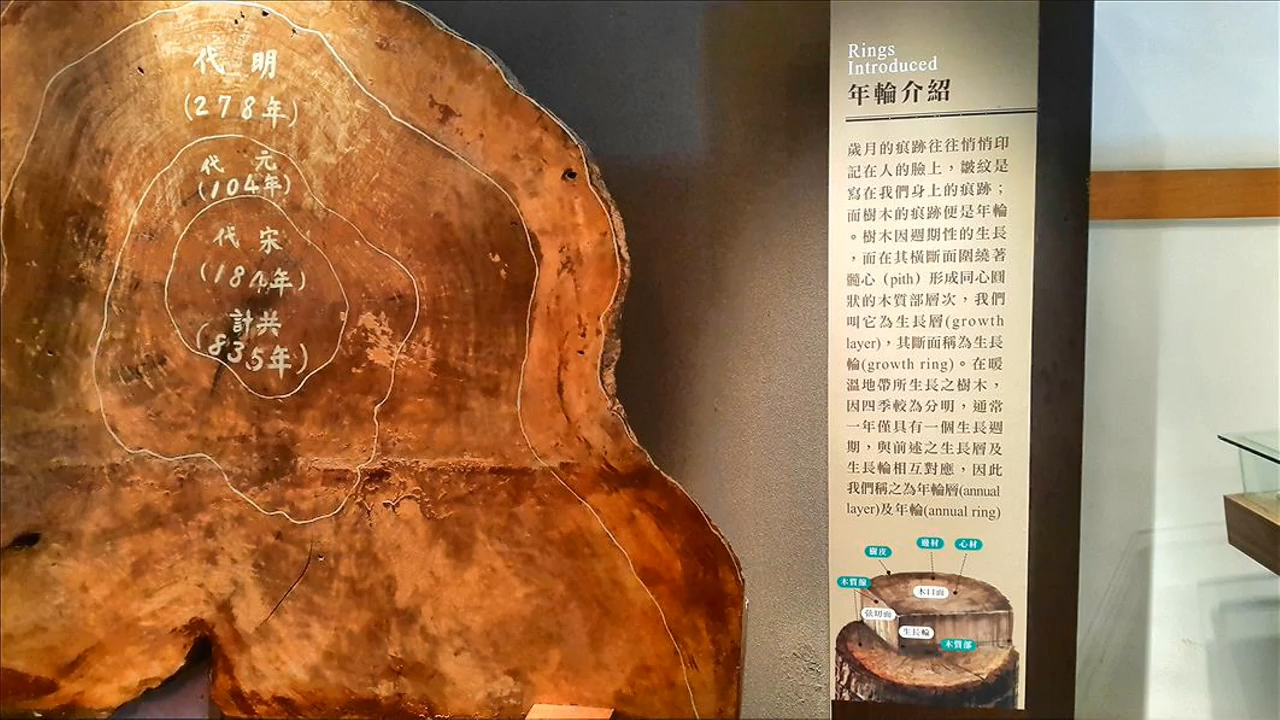 代 明
(278年)
代 元
(104年)
代 宋
(184年)
計共
(835年)
Rings
Introduced
年輪介紹
歲月的痕跡往往悄悄印
記在人的臉上，皺紋是
寫在我們身上的痕跡；
而樹木的痕跡便是年輪
。樹木因週期性的生長
，而在其橫斷面圍繞著
髓心（pith）形成同心圓
狀的木質部層次，我們
叫它為生長層(growth
layer)，其斷面稱為生長
輪(growth ring)。在暖
溫地帶所生長之樹木，
因四季較為分明，通常
一年僅具有一個生長週
期，與前述之生長層及
生長輪相互對應，因此
我們稱之為年輪層(annual
layer)及年輪(annual ring)
樹皮
邊材
心材
木質線
木口面
弦切面
生長輪
木質部